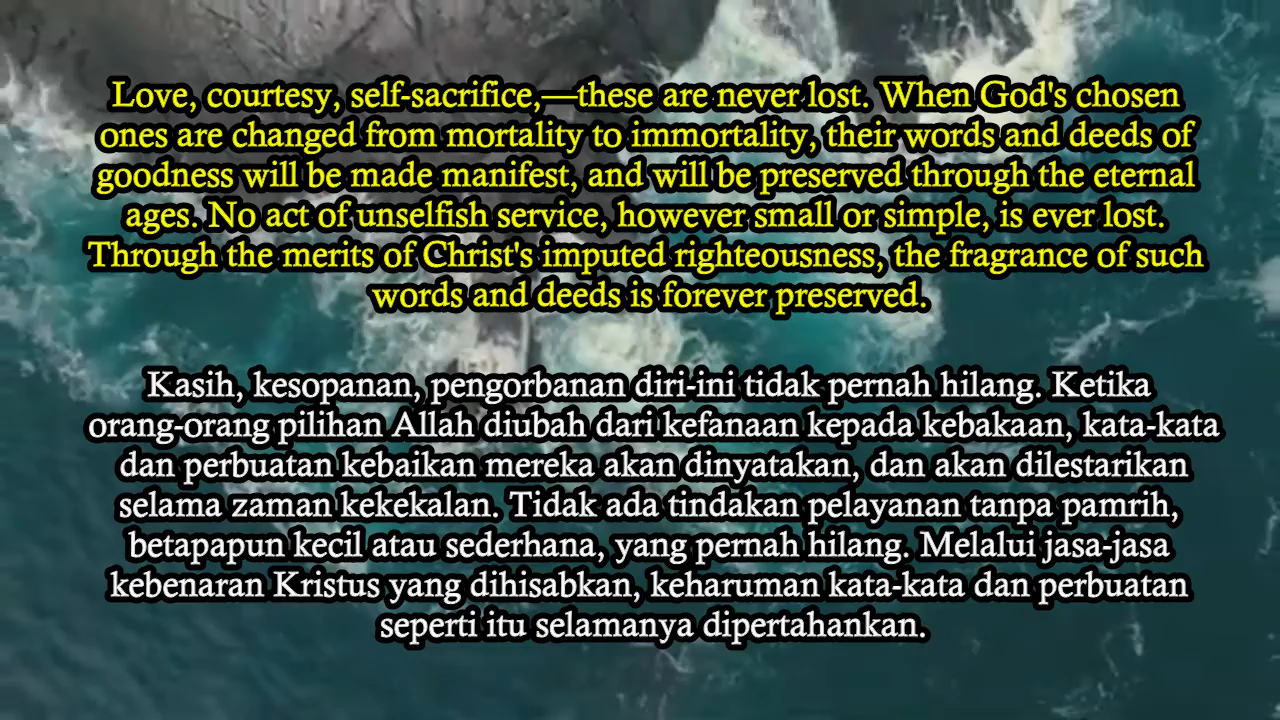 Love, courtesy, self-sacrifice,—these are never lost. When God's chosen
ones are changed from mortality to immortality, their words and deeds of
goodness will be made manifest, and will be preserved through the eternal
ages. No act of unselfish service, however small or simple, is ever lost.
Through the merits of Christ's imputed righteousness, the fragrance of such
words and deeds is forever preserved.
Kasih, kesopanan, pengorbanan diri-ini tidak pernah hilang. Ketika
orang-orang pilihan Allah diubah dari kefanaan kepada kebakaan, kata-kata
dan perbuatan kebaikan mereka akan dinyatakan, dan akan dilestarikan
selama zaman kekekalan. Tidak ada tindakan pelayanan tanpa pamrih,
betapapun kecil atau sederhana, yang pernah hilang. Melalui jasa-jasa
kebenaran Kristus yang dihisabkan, keharuman kata-kata dan perbuatan
seperti itu selamanya dipertahankan.